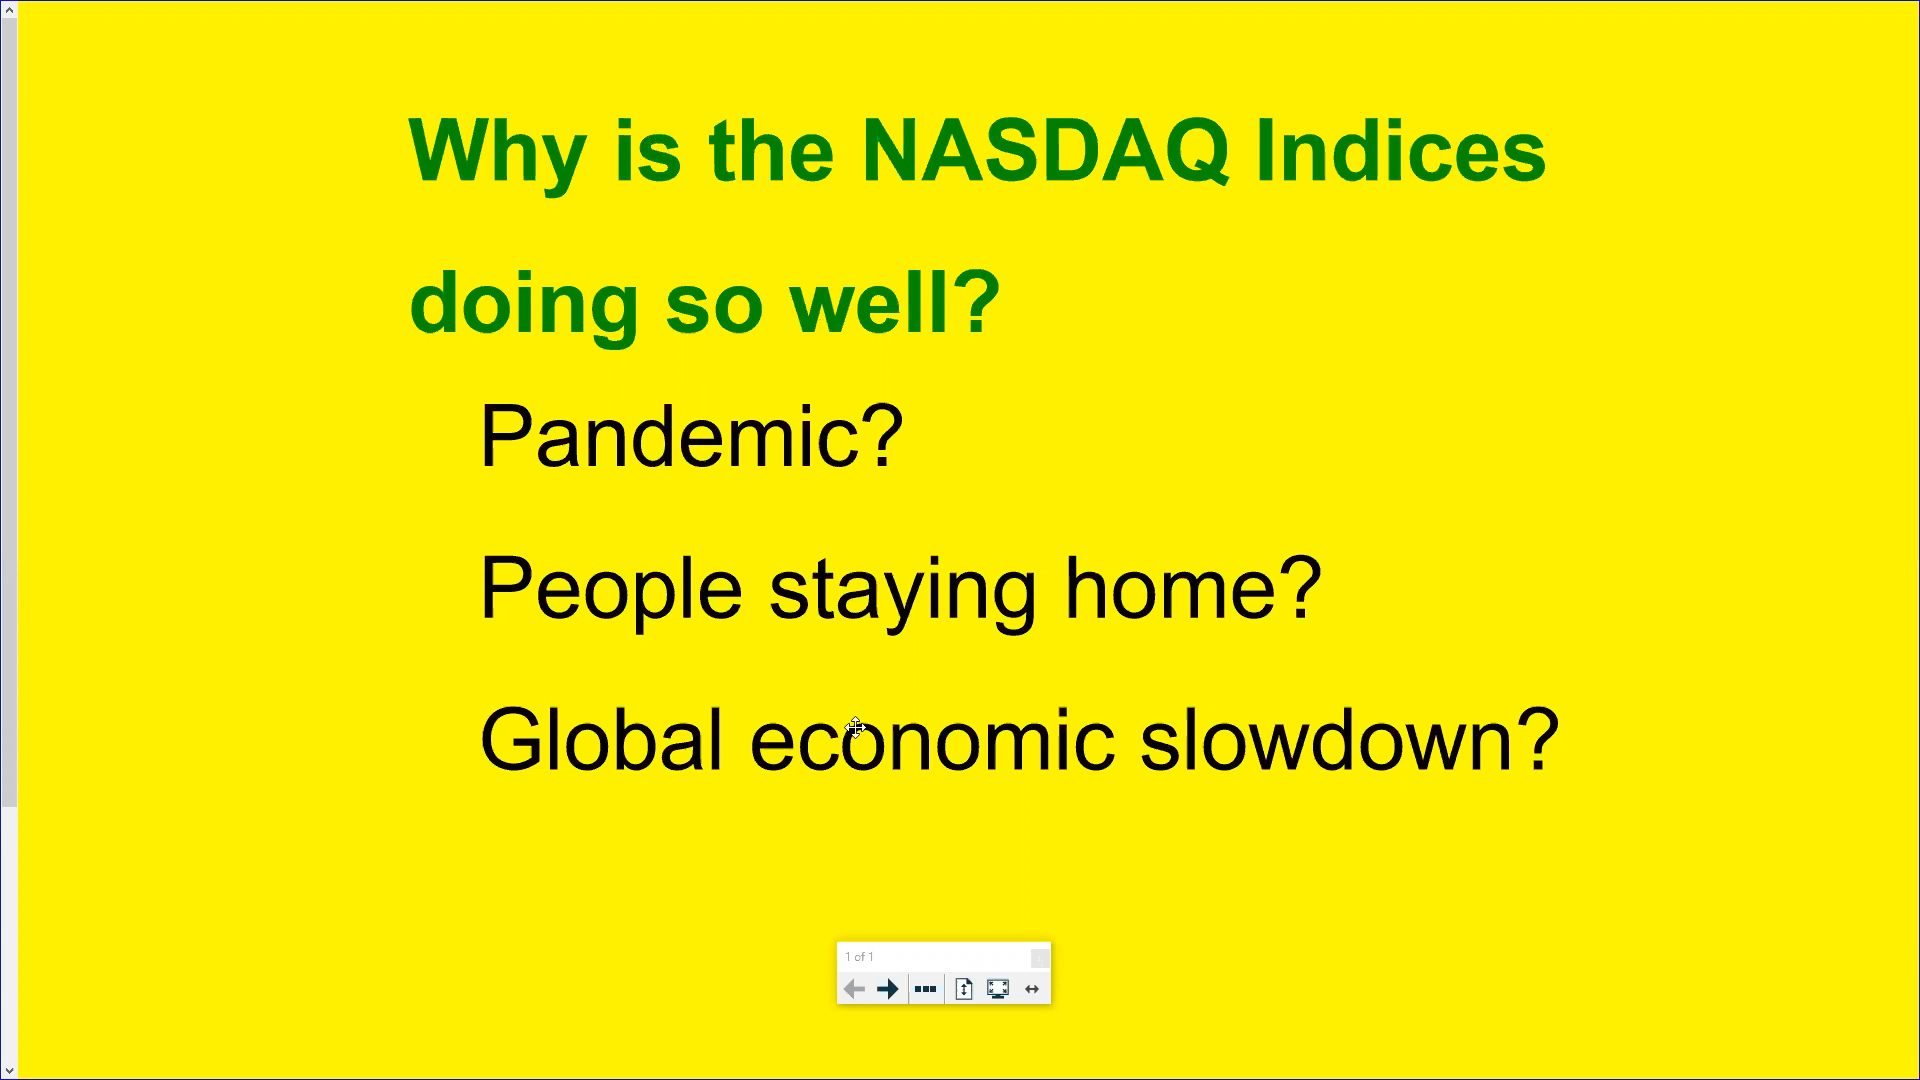 Why is the NASDAQ Indices
doing so well?
Pandemic?
People staying home?
Global economic slowdown?
1 of 1